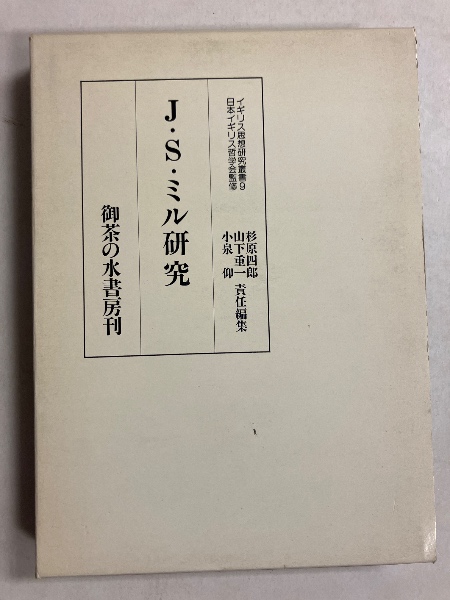 イギリス思想研究叢書9
日本イギリス哲学会監修
杉原四郎
山下重一 責任編集
小泉 仰
J・S・ミル研究
御茶の水書房刊